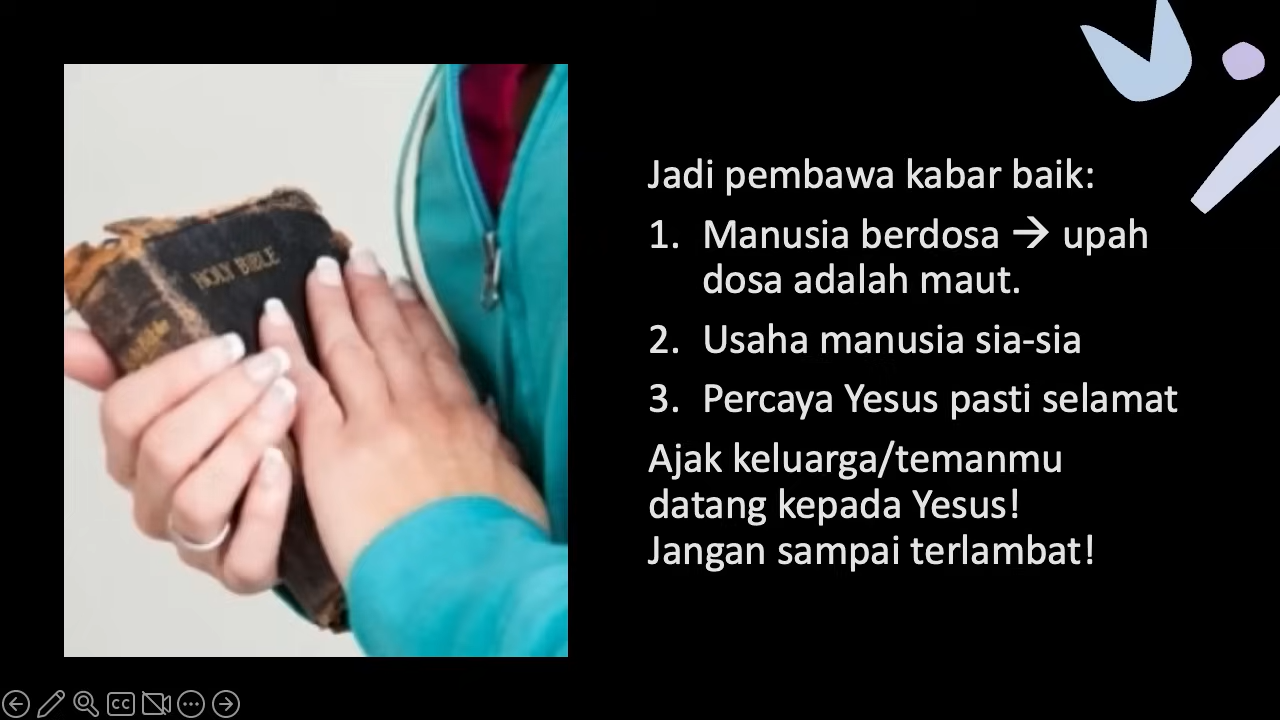 HOLY BIBLE
Jadi pembawa kabar baik:
1. Manusia berdosa → upah
dosa adalah maut.
2. Usaha manusia sia-sia
3. Percaya Yesus pasti selamat
Ajak keluarga/temanmu
datang kepada Yesus!
Jangan sampai terlambat!
CC